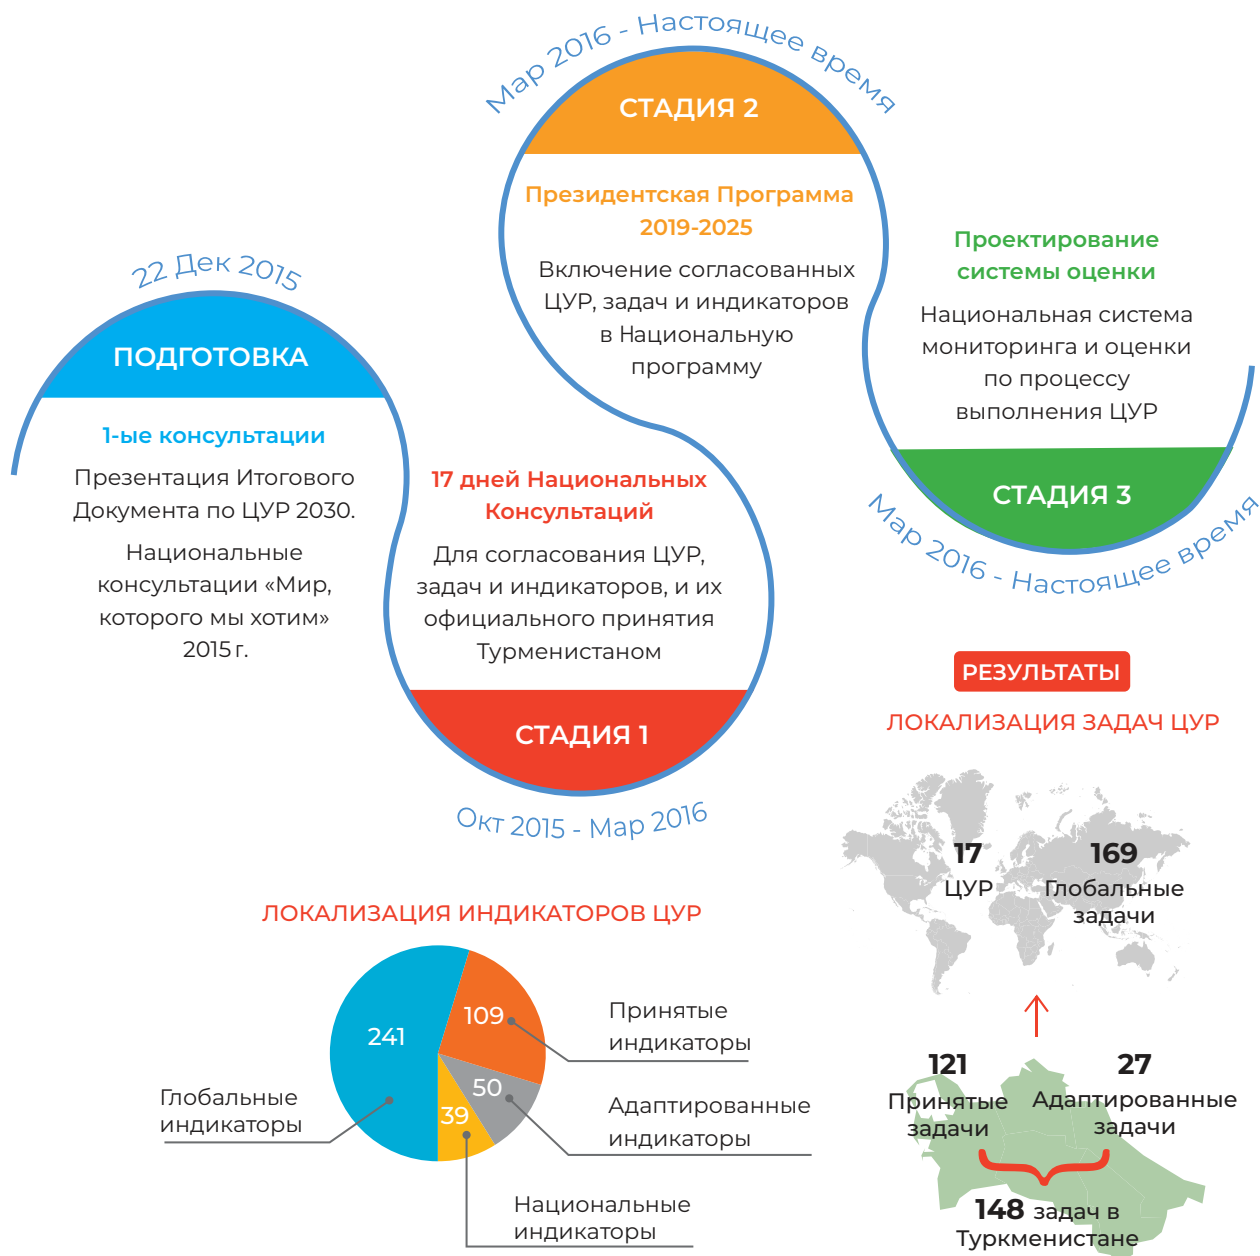 22 Дек 2015
ПОДГОТОВКА
1-ые консультации
Презентация Итогового
Документа по ЦУР 2030.
Национальные
консультации «Мир,
которого мы хотим»
2015 г.
17 дней Национальных
Консультаций
Для согласования ЦУР,
задач и индикаторов, и их
официального принятия
Турменистаном
СТАДИЯ 1
Окт 2015 - Мар 2016
Мар 2016 - Настоящее время
СТАДИЯ 2
Президентская Программа
2019-2025
Включение согласованных
ЦУР, задач и индикаторов
в Национальную
программу
Проектирование
системы оценки
Национальная система
мониторинга и оценки
по процессу
выполнения ЦУР
СТАДИЯ 3
Мар 2016 - Настоящее время
РЕЗУЛЬТАТЫ
ЛОКАЛИЗАЦИЯ ЗАДАЧ ЦУР
17
ЦУР
169
Глобальные
задачи
121
Принятые
задачи
27
Адаптированные
задачи
148 задач в
Туркменистане
ЛОКАЛИЗАЦИЯ ИНДИКАТОРОВ ЦУР
241
109
50
39
Принятые
индикаторы
Глобальные
индикаторы
Адаптированные
индикаторы
Национальные
индикаторы